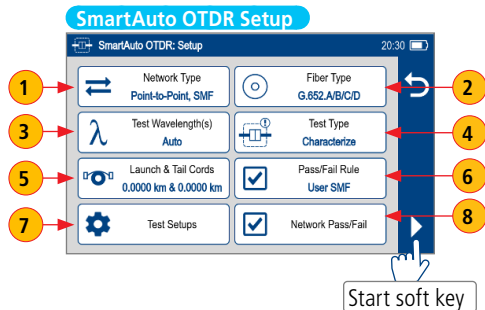 SmartAuto OTDR Setup
SmartAuto OTDR: Setup 20:30
1 Network Type Fiber Type 2
Point-to-Point, SMF G.652.A/B/C/D
3 λ Test Wavelength(s) Test Type 4
Auto Characterize
5 Launch & Tail Cords Pass/Fail Rule 6
0.0000 km & 0.0000 km User SMF
7 Test Setups Network Pass/Fail 8
Start soft key